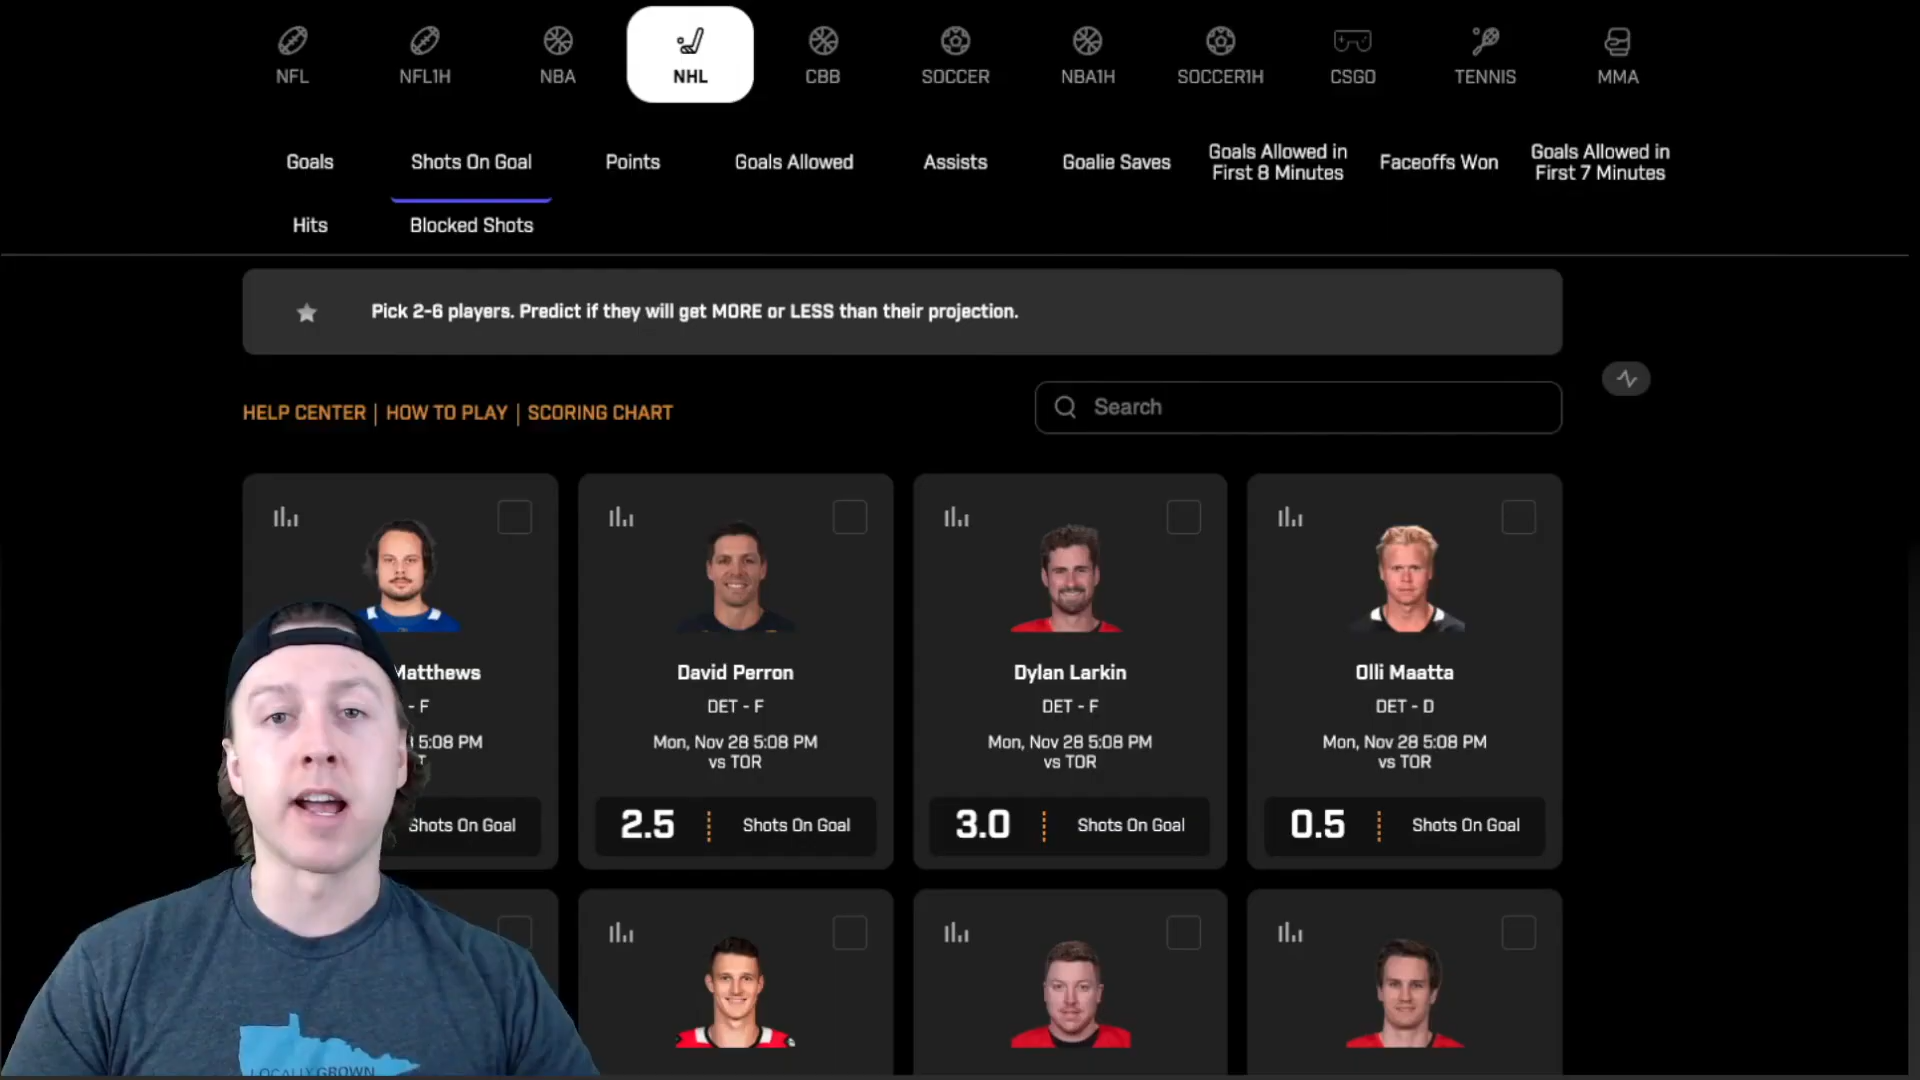 NFL
NFL1H
NBA
NHL
CBB
SOCCER
NBA1H
SOCCER1H
CSGO
TENNIS
MMA
Goals
Shots On Goal
Points
Goals Allowed
Assists
Goalie Saves
Goals Allowed in
First 8 Minutes
Faceoffs Won
Goals Allowed in
First 7 Minutes
Hits
Blocked Shots
Pick 2-6 players. Predict if they will get MORE or LESS than their projection.
HELP CENTER | HOW TO PLAY | SCORING CHART
Search
Matthews
- F
5:08 PM
Shots On Goal
David Perron
DET - F
Mon, Nov 28 5:08 PM
vs TOR
2.5
Shots On Goal
Dylan Larkin
DET - F
Mon, Nov 28 5:08 PM
vs TOR
3.0
Shots On Goal
Olli Maatta
DET - D
Mon, Nov 28 5:08 PM
vs TOR
0.5
Shots On Goal
LOCALLY GROWN